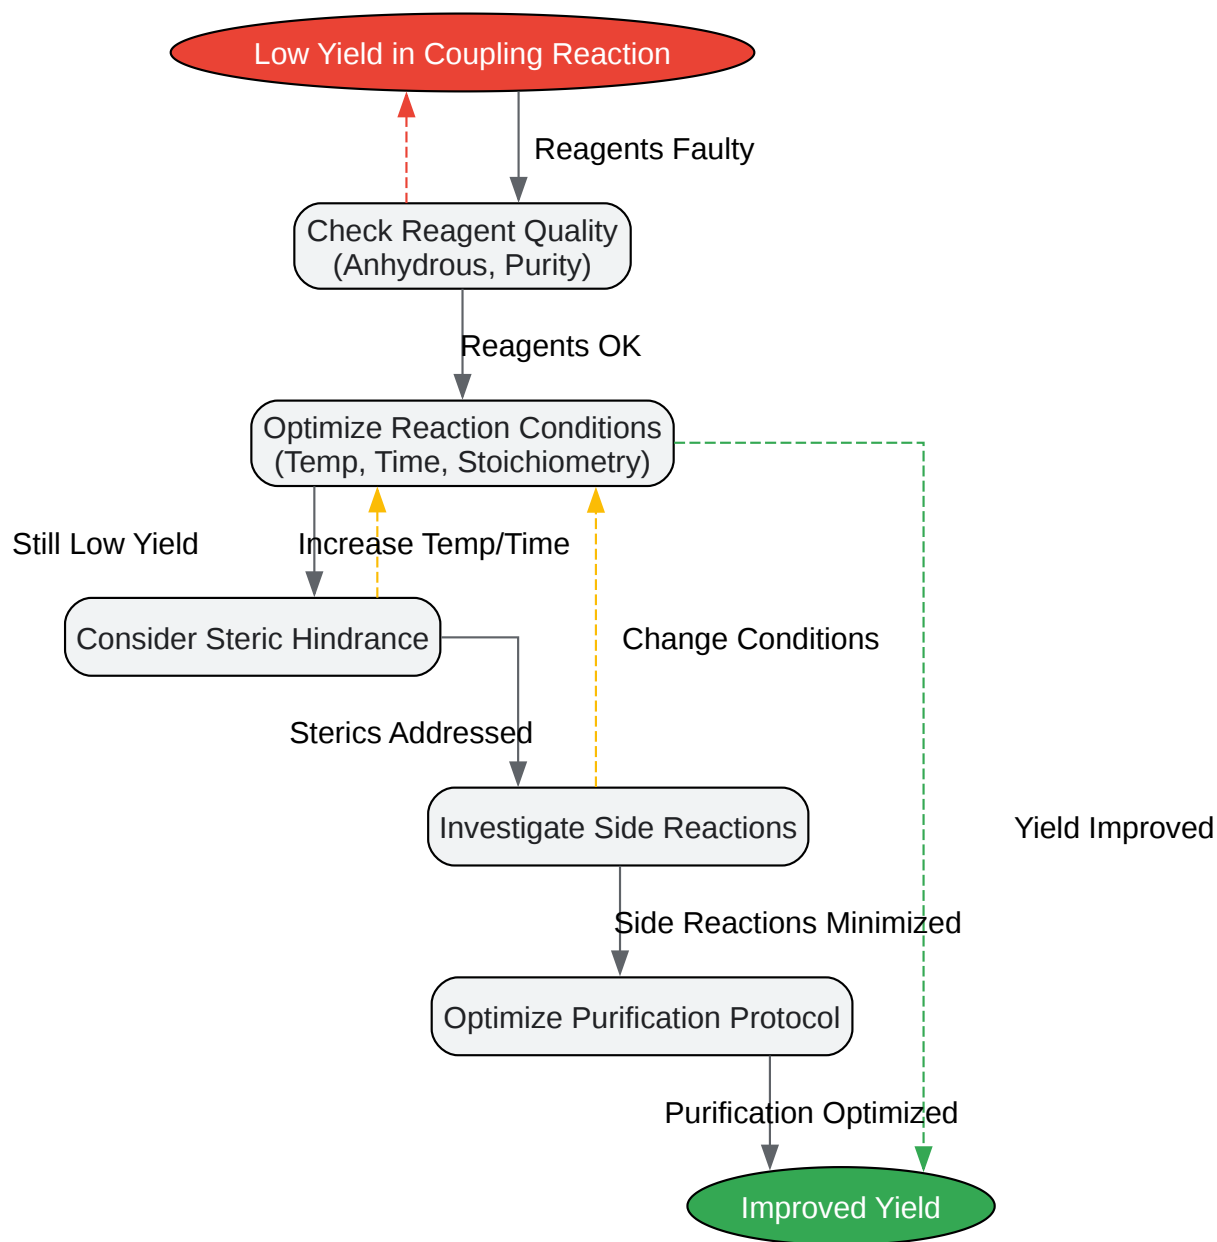 Low Yield in Coupling Reaction
Reagents Faulty
Check Reagent Quality
(Anhydrous, Purity)
Reagents OK
Optimize Reaction Conditions
(Temp, Time, Stoichiometry)
Still Low Yield
Increase Temp/Time
Consider Steric Hindrance
Change Conditions
Sterics Addressed
Investigate Side Reactions
Yield Improved
Side Reactions Minimized
Optimize Purification Protocol
Purification Optimized
Improved Yield